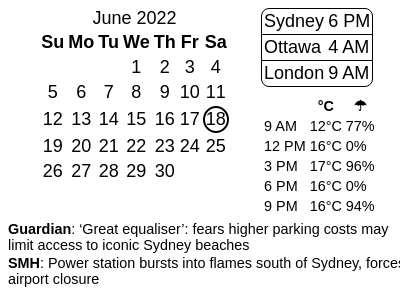 June 2022
Su Mo Tu We Th Fr Sa
1 2 3 4
5 6 7 8 9 10 11
12 13 14 15 16 17 18
19 20 21 22 23 24 25
26 27 28 29 30
Sydney 6 PM
Ottawa 4 AM
London 9 AM
°C ☂
9 AM 12°C 77%
12 PM 16°C 0%
3 PM 17°C 96%
6 PM 16°C 0%
9 PM 16°C 94%
Guardian: ‘Great equaliser’: fears higher parking costs may
limit access to iconic Sydney beaches
SMH: Power station bursts into flames south of Sydney, forces
airport closure